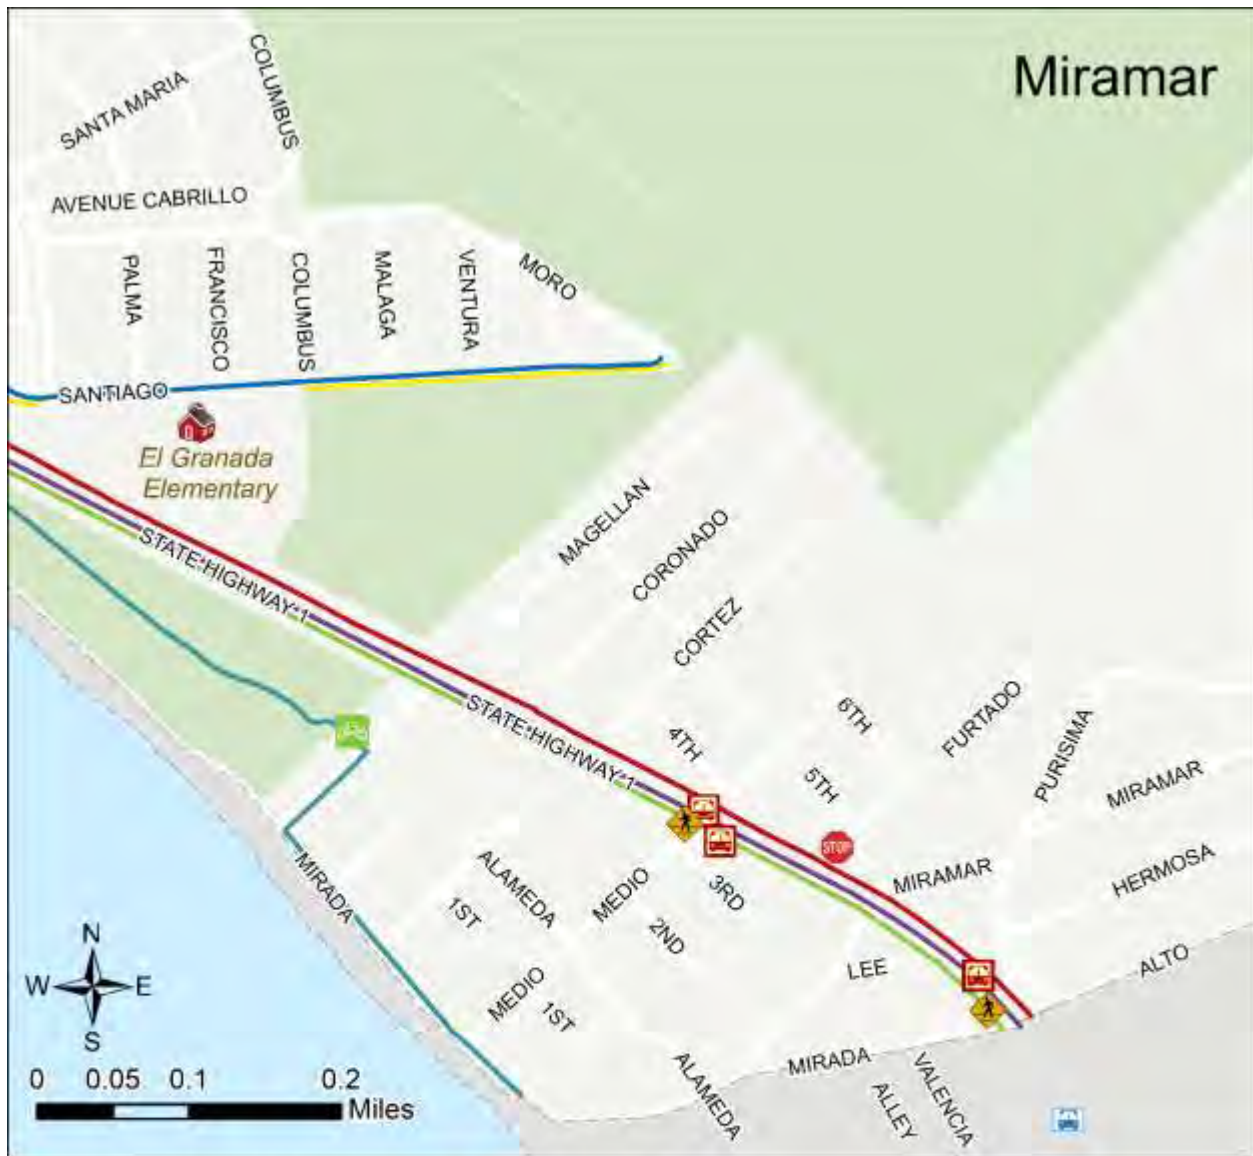 Miramar
COLUMBUS
SANTA MARIA
AVENUE CABRILLO
PALMA
FRANCISCO
COLUMBUS
MALAGA
VENTURA
MORO
SANTIAGO
El Granada
Elementary
STATE HIGHWAY 1
MAGELLAN
CORONADO
CORTEZ
STATE HIGHWAY 1
4TH
5TH
6TH
FURTADO
PURISIMA
MIRAMAR
STOP
MIRAMAR
HERMOSA
MIRADA
ALAMEDA
1ST
MEDIO
2ND
3RD
LEE
ALTO
MEDIO
1ST
MIRADA
ALAMEDA
ALLEY
VALENCIA
N
W
E
S
0 0.05 0.1 0.2
Miles